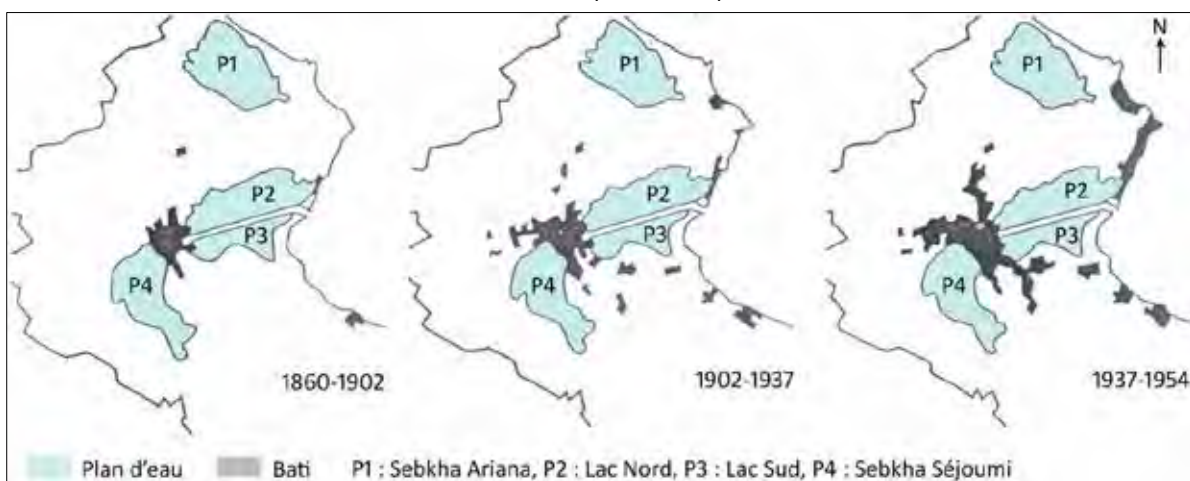 P1
P2
P3
P4
1860-1902
P1
P2
P3
P4
1902-1937
N
P1
P2
P3
P4
1937-1954
Plan d'eau Bati P1 : Sebkha Ariana, P2 : Lac Nord, P3 : Lac Sud, P4 : Sebkha Séjoumi